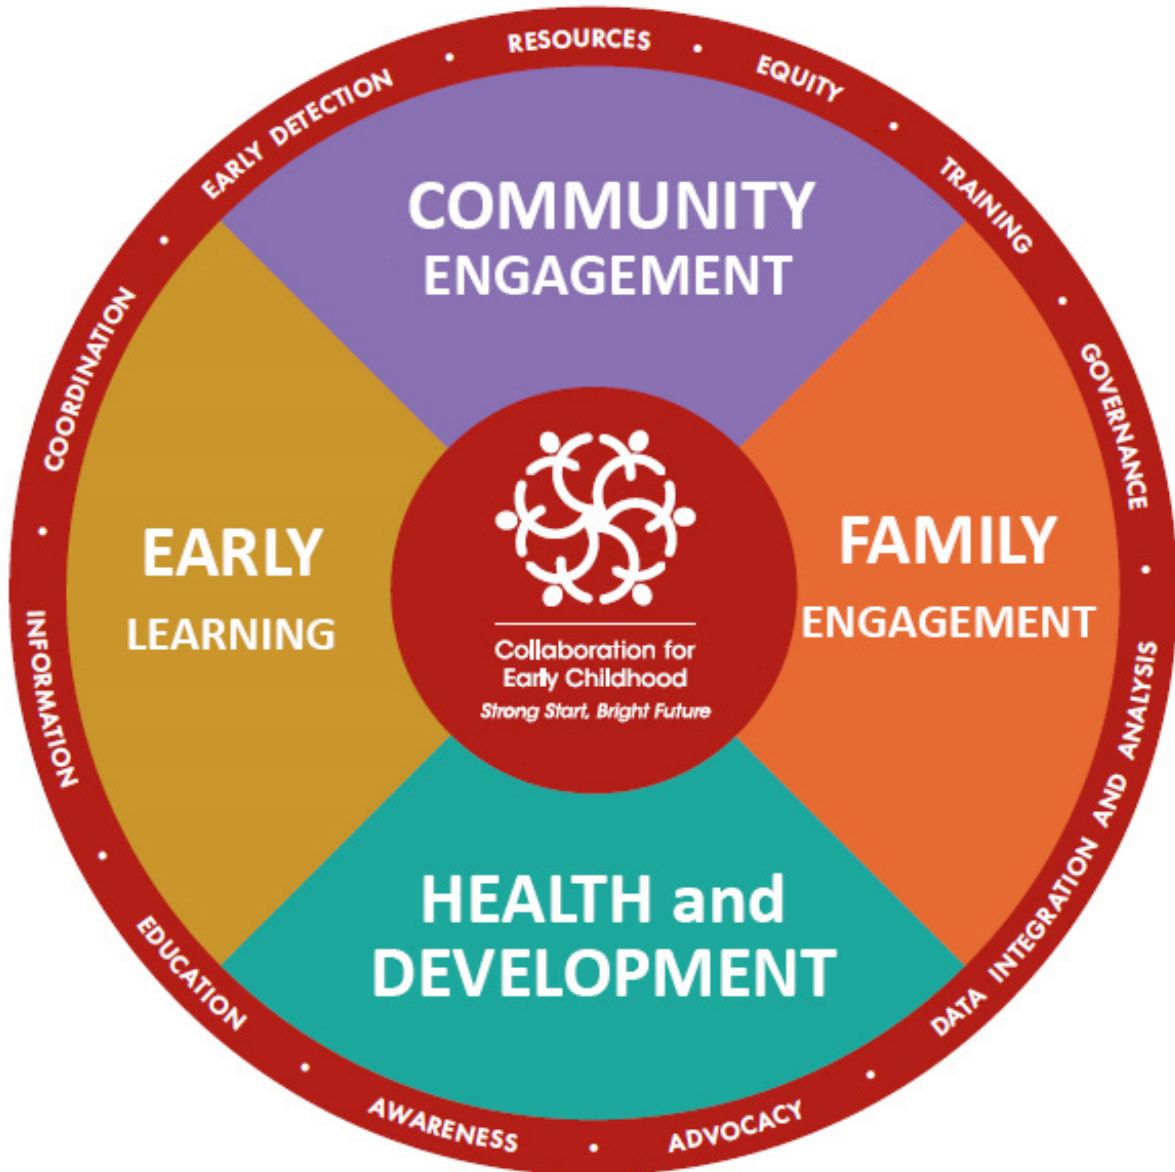 RESOURCES • EQUITY • TRAINING • GOVERNANCE • DATA INTEGRATION AND ANALYSIS • ADVOCACY • AWARENESS • EDUCATION • INFORMATION • COORDINATION • EARLY DETECTION •
COMMUNITY
ENGAGEMENT
FAMILY
ENGAGEMENT
HEALTH and
DEVELOPMENT
EARLY
LEARNING
Collaboration for
Early Childhood
Strong Start, Bright Future